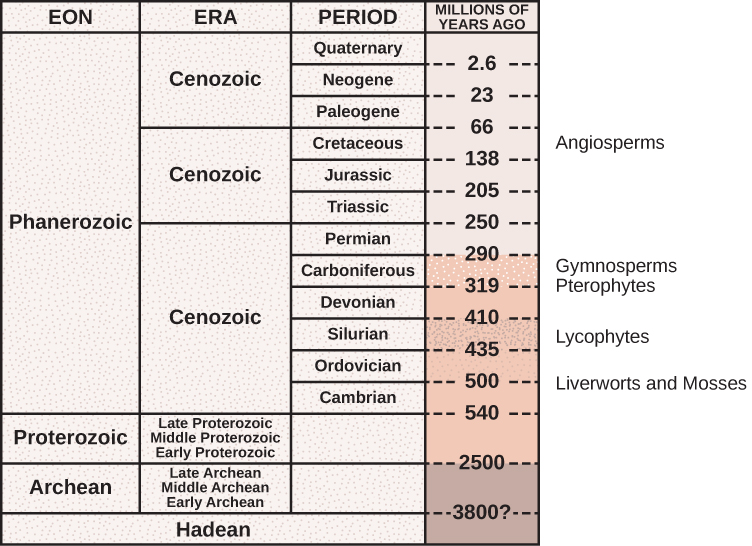 EON ERA PERIOD MILLIONS OF
YEARS AGO
Phanerozoic
Cenozoic
Quaternary
2.6
Neogene
23
Paleogene
66
Cenozoic
Cretaceous
Angiosperms
138
Jurassic
205
Triassic
250
Cenozoic
Permian
290
Carboniferous
Gymnosperms
319
Pterophytes
Devonian
410
Silurian
Lycophytes
435
Ordovician
500
Liverworts and Mosses
Cambrian
540
Proterozoic
Late Proterozoic
Middle Proterozoic
Early Proterozoic
2500
Archean
Late Archean
Middle Archean
Early Archean
3800?
Hadean